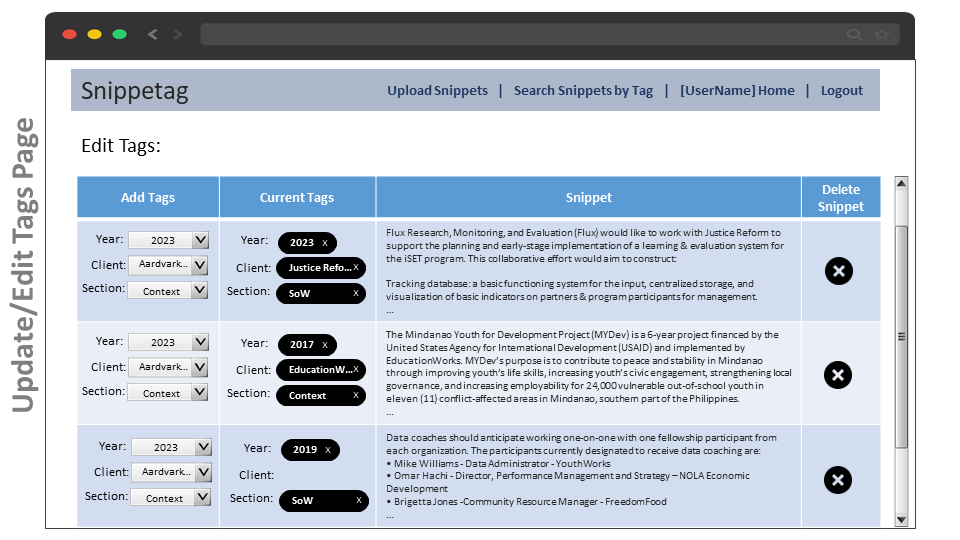 Update/Edit Tags Page
Snippetag
Upload Snippets | Search Snippets by Tag | [UserName] Home | Logout
Edit Tags:
Add Tags
Current Tags
Snippet
Delete
Snippet
Year: 2023
Client: Aardvark...
Section: Context
Year: 2023 x
Client: Justice Refo... X
Section: SoW X
Flux Research, Monitoring, and Evaluation (Flux) would like to work with Justice Reform to
support the planning and early-stage implementation of a learning & evaluation system for
the iSET program. This collaborative effort would aim to construct:
Tracking database: a basic functioning system for the input, centralized storage, and
visualization of basic indicators on partners & program participants for management.
...
Year: 2023
Client: Aardvark...
Section: Context
Year: 2017 x
Client: EducationW... X
Section: Context X
The Mindanao Youth for Development Project (MYDev) is a 6-year project financed by the
United States Agency for International Development (USAID) and implemented by
EducationWorks. MYDev's purpose is to contribute to peace and stability in Mindanao
through improving youth's life skills, increasing youth's civic engagement, strengthening local
governance, and increasing employability for 24,000 vulnerable out-of-school youth in
eleven (11) conflict-affected areas in Mindanao, southern part of the Philippines.
...
Year: 2023
Client: Aardvark...
Section: Context
Year: 2019 x
Client:
Section: SoW X
Data coaches should anticipate working one-on-one with one fellowship participant from
each organization. The participants currently designated to receive data coaching are:
• Mike Williams - Data Administrator - YouthWorks
• Omar Hachi - Director, Performance Management and Strategy – NOLA Economic
Development
• Brigetta Jones -Community Resource Manager - FreedomFood
...